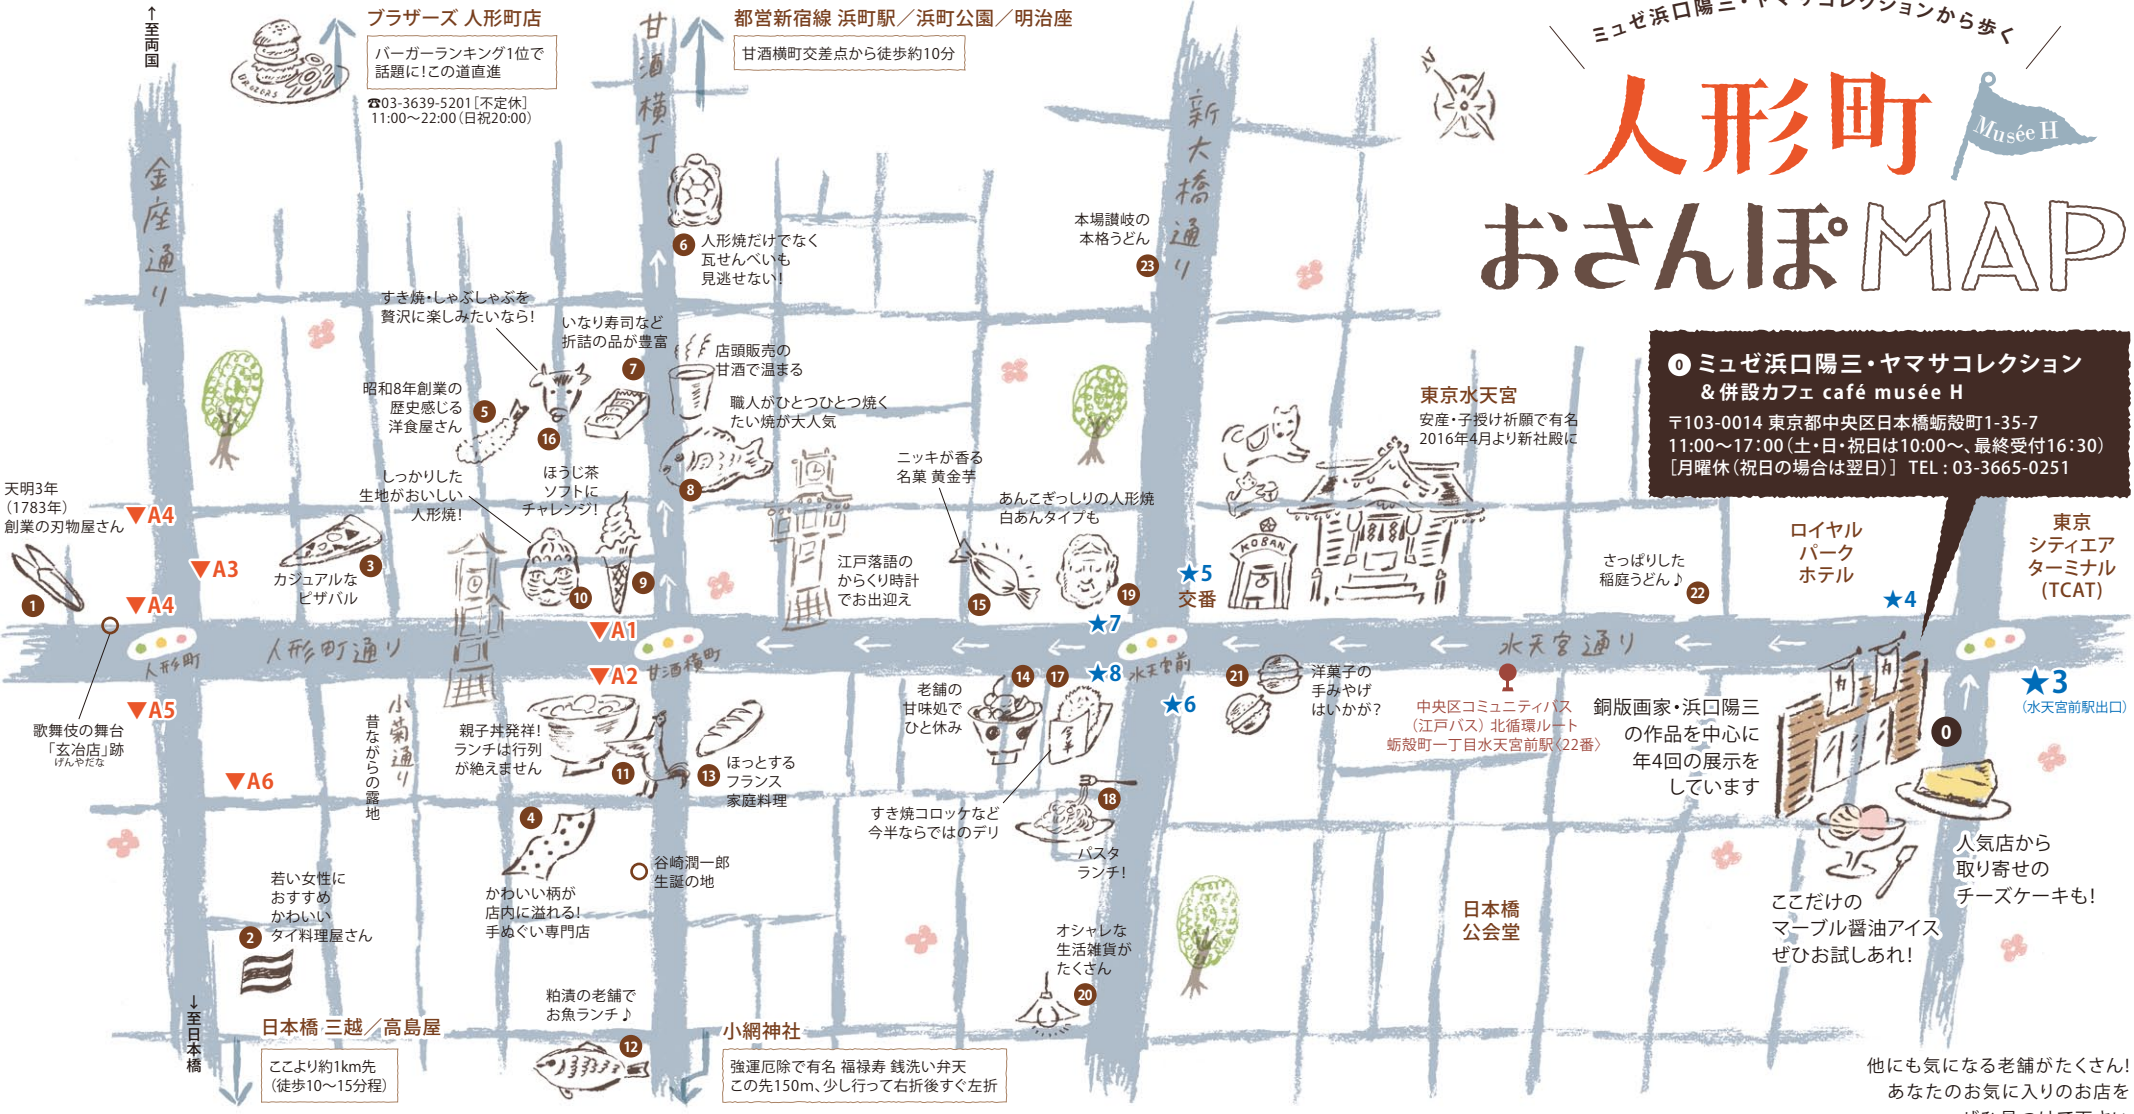 ミュゼ浜口陽三・ヤマサコレクションから歩く
人形町
Musée H
おさんぽMAP
↑至両国
ブラザーズ 人形町店
バーガーランキング1位で
話題に!この道直進
☎03-3639-5201[不定休]
11:00〜22:00(日祝20:00)
BROZERS
甘酒横丁
都営新宿線 浜町駅／浜町公園／明治座
甘酒横町交差点から徒歩約10分
N
金座通り
新大橋通り
6 人形焼だけでなく
瓦せんべいも
見逃せない!
本場讃岐の
本格うどん
23
すき焼・しゃぶしゃぶを
贅沢に楽しみたいなら!
16
いなり寿司など
折詰の品が豊富
7
店頭販売の
甘酒で温まる
昭和8年創業の
歴史感じる
洋食屋さん
5
職人がひとつひとつ焼く
たい焼が大人気
8
東京水天宮
安産・子授け祈願で有名
2016年4月より新社殿に
0 ミュゼ浜口陽三・ヤマサコレクション
&併設カフェ café musée H
〒103-0014 東京都中央区日本橋蛎殻町1-35-7
11:00〜17:00(土・日・祝日は10:00〜、最終受付16:30)
[月曜休(祝日の場合は翌日)] TEL : 03-3665-0251
天明3年
(1783年)
創業の刃物屋さん
1
▼A4
▼A3
▼A4
カジュアルな
ピザバル
3
しっかりした
生地がおいしい
人形焼!
10
ほうじ茶
ソフトに
チャレンジ!
9
江戸落語の
からくり時計
でお出迎え
ニッキが香る
名菓 黄金芋
15
あんこぎっしりの人形焼
白あんタイプも
19
KOBAN
★5
交番
さっぱりした
稲庭うどん♪
22
ロイヤル
パーク
ホテル
★4
東京
シティエア
ターミナル
(TCAT)
▼A1
★7
人形町
人形町通り
甘酒横町
水天宮前
水天宮通り
▼A2
★8
★6
★3
(水天宮前駅出口)
歌舞伎の舞台
「玄冶店」跡
げんやだな
▼A5
▼A6
小菊通り
昔ながらの露地
親子丼発祥!
ランチは行列
が絶えません
11
13 ほっとする
フランス
家庭料理
老舗の
甘味処で
ひと休み
14
17
今半
すき焼コロッケなど
今半ならではのデリ
18
パスタ
ランチ!
21 洋菓子の
手みやげ
はいかが?
中央区コミュニティバス
(江戸バス) 北循環ルート
蛎殻町一丁目水天宮前駅〈22番〉
銅版画家・浜口陽三
の作品を中心に
年4回の展示を
しています
0
人気店から
取り寄せの
チーズケーキも!
ここだけの
マーブル醤油アイス
ぜひお試しあれ!
4
かわいい柄が
店内に溢れる!
手ぬぐい専門店
谷崎潤一郎
生誕の地
若い女性に
おすすめ
かわいい
タイ料理屋さん
2
日本橋
公会堂
オシャレな
生活雑貨が
たくさん
20
↓至日本橋
日本橋 三越／高島屋
ここより約1km先
(徒歩10〜15分程)
粕漬の老舗で
お魚ランチ♪
12
小網神社
強運厄除で有名 福禄寿 銭洗い弁天
この先150m、少し行って右折後すぐ左折
他にも気になる老舗がたくさん!
あなたのお気に入りのお店を